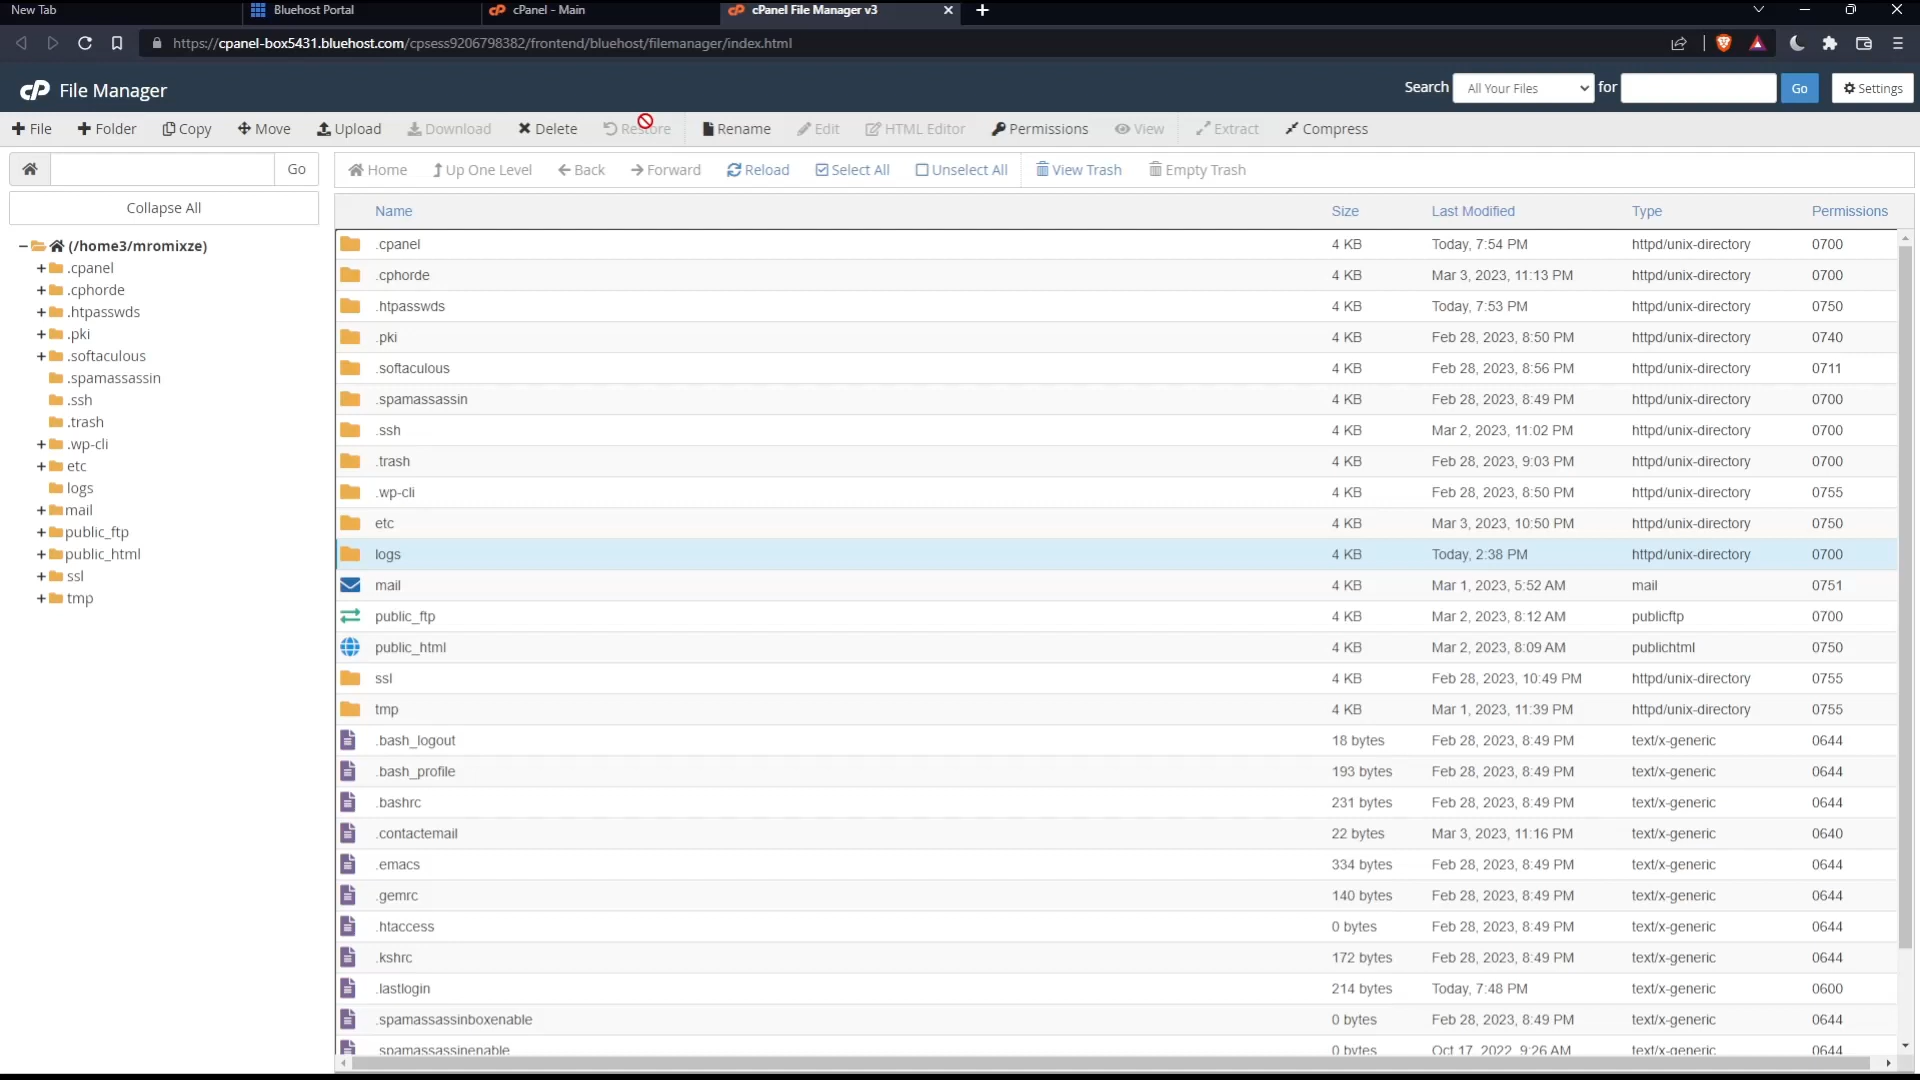 New Tab Bluehost Portal cPanel - Main cPanel File Manager v3
https://cpanel-box5431.bluehost.com/cpsess9206798382/frontend/bluehost/filemanager/index.html
cP File Manager Search All Your Files for Go Settings
File Folder Copy Move Upload Download Delete Restore Rename Edit HTML Editor Permissions View Extract Compress
Go Home Up One Level Back Forward Reload Select All Unselect All View Trash Empty Trash
Collapse All
(/home3/mromixze)
.cpanel
.cphorde
.htpasswds
.pki
.softaculous
.spamassassin
.ssh
.trash
.wp-cli
etc
logs
mail
public_ftp
public_html
ssl
tmp
Name Size Last Modified Type Permissions
.cpanel 4 KB Today, 7:54 PM httpd/unix-directory 0700
.cphorde 4 KB Mar 3, 2023, 11:13 PM httpd/unix-directory 0700
.htpasswds 4 KB Today, 7:53 PM httpd/unix-directory 0750
.pki 4 KB Feb 28, 2023, 8:50 PM httpd/unix-directory 0740
.softaculous 4 KB Feb 28, 2023, 8:56 PM httpd/unix-directory 0711
.spamassassin 4 KB Feb 28, 2023, 8:49 PM httpd/unix-directory 0700
.ssh 4 KB Mar 2, 2023, 11:02 PM httpd/unix-directory 0700
.trash 4 KB Feb 28, 2023, 9:03 PM httpd/unix-directory 0700
.wp-cli 4 KB Feb 28, 2023, 8:50 PM httpd/unix-directory 0755
etc 4 KB Mar 3, 2023, 10:50 PM httpd/unix-directory 0750
logs 4 KB Today, 2:38 PM httpd/unix-directory 0700
mail 4 KB Mar 1, 2023, 5:52 AM mail 0751
public_ftp 4 KB Mar 2, 2023, 8:12 AM publicftp 0700
public_html 4 KB Mar 2, 2023, 8:09 AM publichtml 0750
ssl 4 KB Feb 28, 2023, 10:49 PM httpd/unix-directory 0755
tmp 4 KB Mar 1, 2023, 11:39 PM httpd/unix-directory 0755
.bash_logout 18 bytes Feb 28, 2023, 8:49 PM text/x-generic 0644
.bash_profile 193 bytes Feb 28, 2023, 8:49 PM text/x-generic 0644
.bashrc 231 bytes Feb 28, 2023, 8:49 PM text/x-generic 0644
.contactemail 22 bytes Mar 3, 2023, 11:16 PM text/x-generic 0640
.emacs 334 bytes Feb 28, 2023, 8:49 PM text/x-generic 0644
.gemrc 140 bytes Feb 28, 2023, 8:49 PM text/x-generic 0644
.htaccess 0 bytes Feb 28, 2023, 8:49 PM text/x-generic 0644
.kshrc 172 bytes Feb 28, 2023, 8:49 PM text/x-generic 0644
.lastlogin 214 bytes Today, 7:48 PM text/x-generic 0600
.spamassassinboxenable 0 bytes Feb 28, 2023, 8:49 PM text/x-generic 0644
.spamassassinenable 0 bytes Oct 17, 2022, 9:26 AM text/x-generic 0644